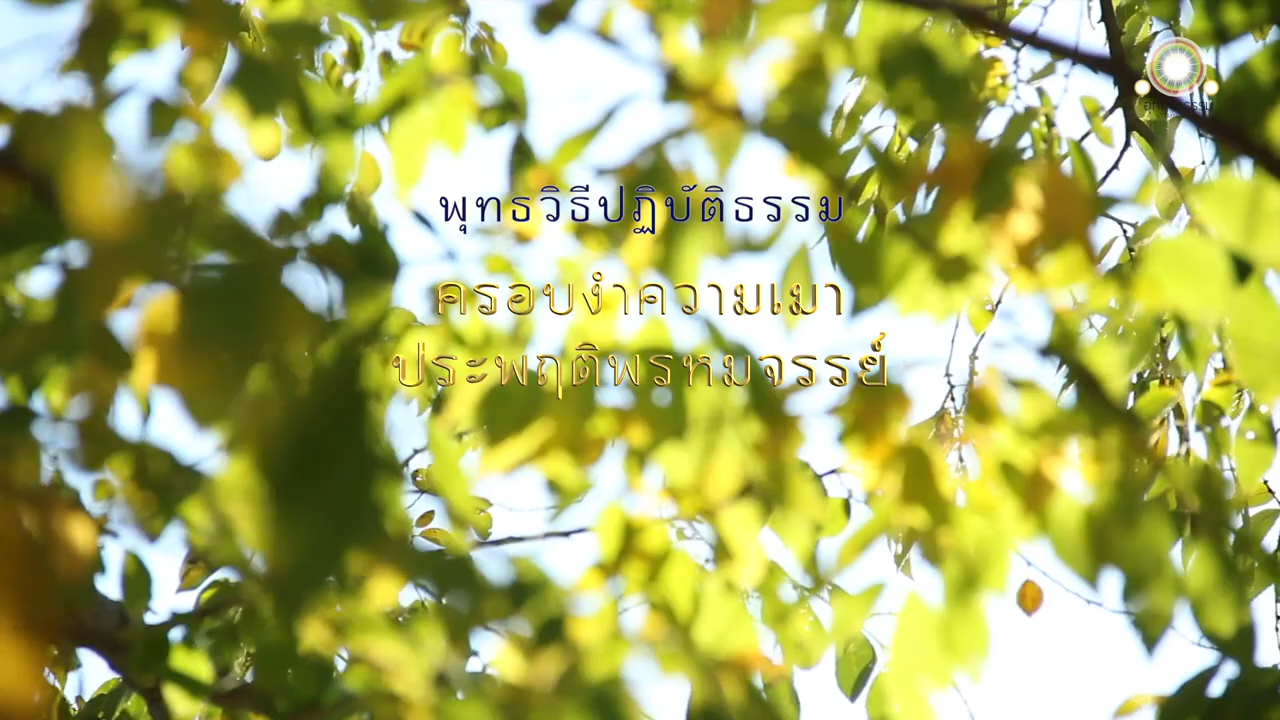 พุทธวิธีปฏิบัติธรรม
ครอบงำความเมา
ประพฤติพรหมจรรย์